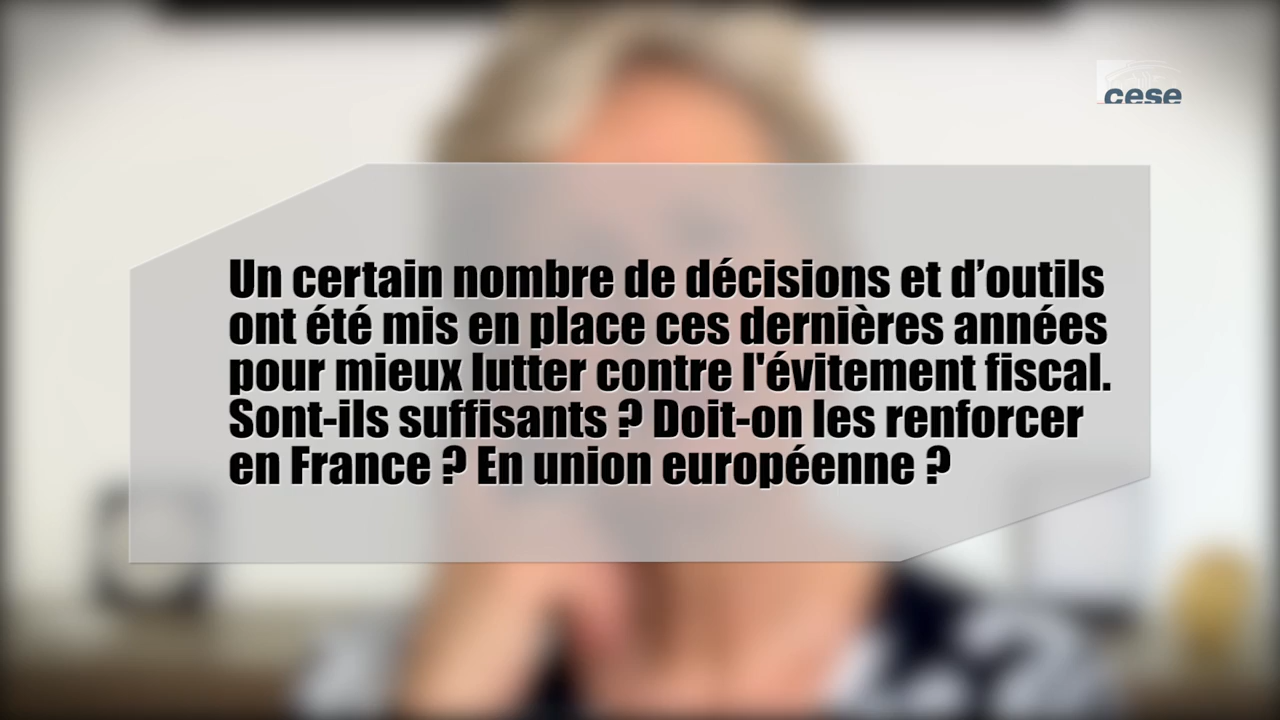 cese
Un certain nombre de décisions et d’outils
ont été mis en place ces dernières années
pour mieux lutter contre l'évitement fiscal.
Sont-ils suffisants ? Doit-on les renforcer
en France ? En union européenne ?